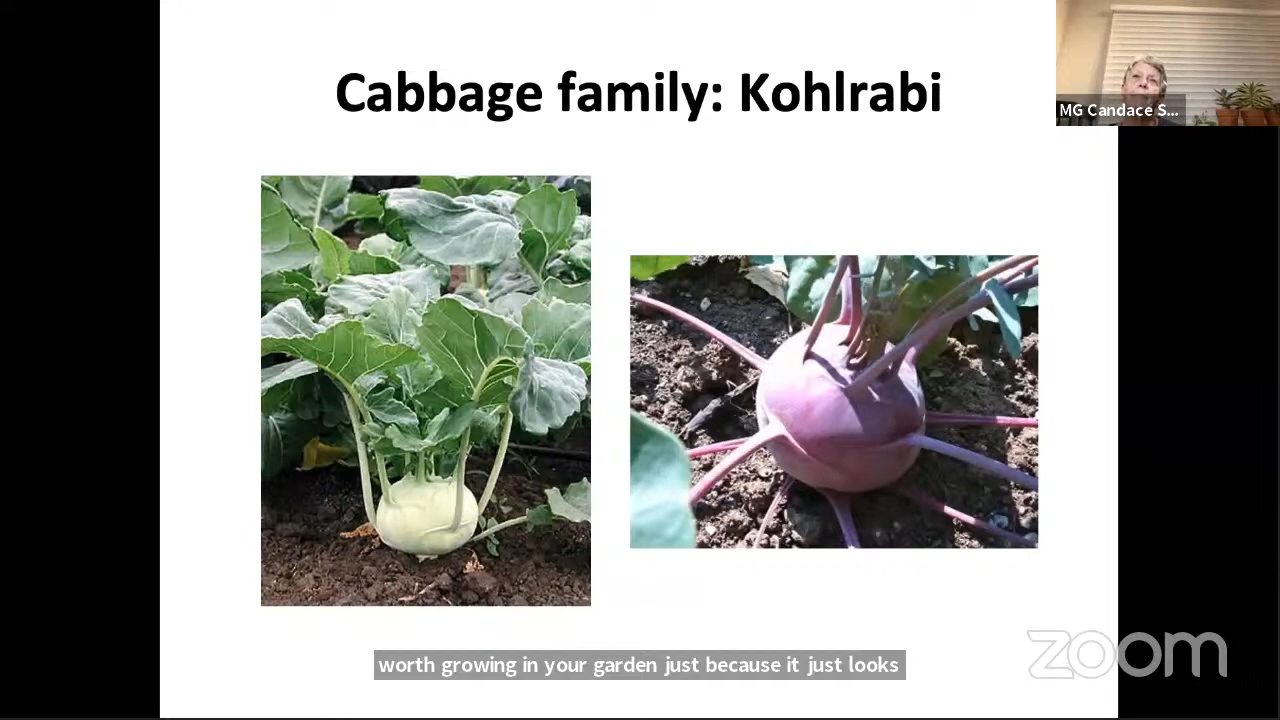 Cabbage family: Kohlrabi
MG Candace S...
worth growing in your garden just because it just looks
zoom